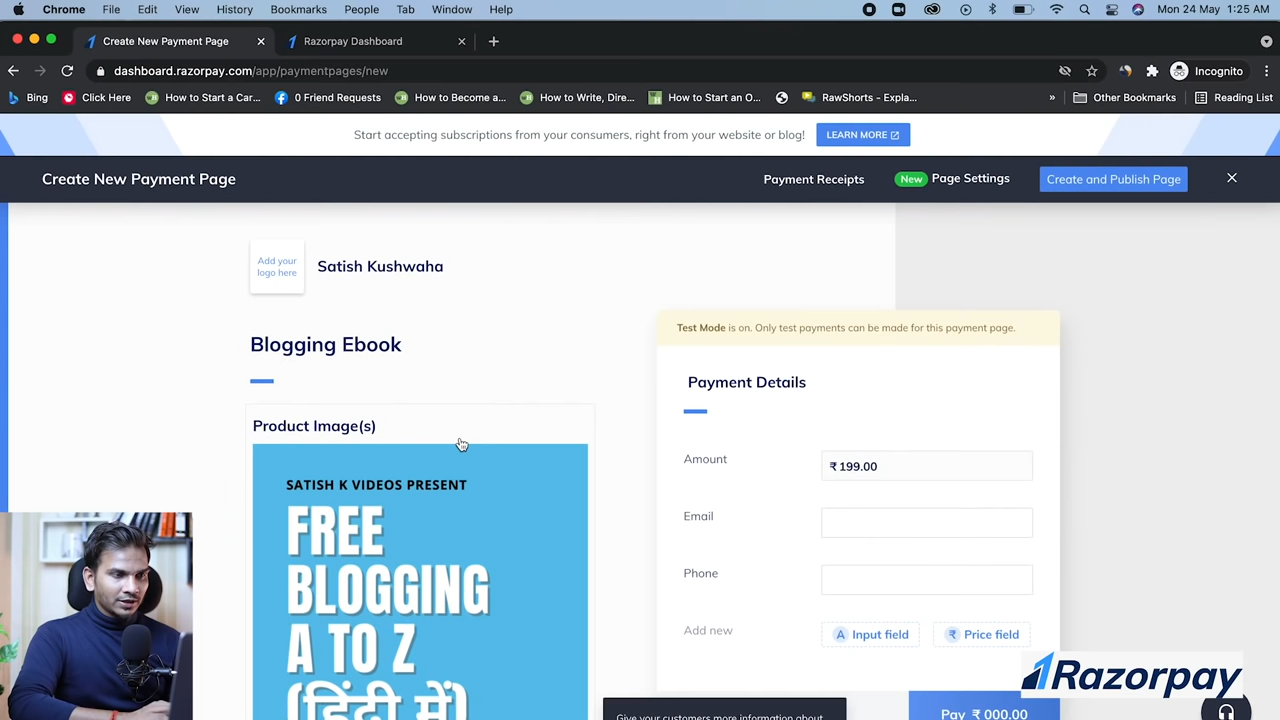 Chrome File Edit View History Bookmarks People Tab Window Help Mon 24 May 1:25 AM
Create New Payment Page Razorpay Dashboard
dashboard.razorpay.com/app/paymentpages/new Incognito
Bing Click Here How to Start a Car... 0 Friend Requests How to Become a... How to Write, Dire... How to Start an O... RawShorts - Expla... » Other Bookmarks Reading List
Start accepting subscriptions from your consumers, right from your website or blog! LEARN MORE
Create New Payment Page Payment Receipts New Page Settings Create and Publish Page
Add your
logo here
Satish Kushwaha
Blogging Ebook
Product Image(s)
SATISH K VIDEOS PRESENT
FREE
BLOGGING
A TO Z
(हिंदी में)
Test Mode is on. Only test payments can be made for this payment page.
Payment Details
Amount ₹ 199.00
Email
Phone
Add new A Input field ₹ Price field
Razorpay
Give your customers more information about
Pay ₹ 000.00